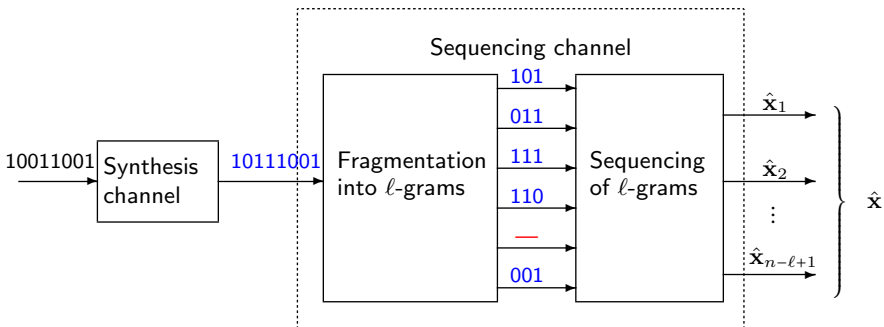 Sequencing channel
10011001
Synthesis
channel
10111001
Fragmentation
into ℓ-grams
101
011
111
110
—
001
Sequencing
of ℓ-grams
x̂₁
x̂₂
⋮
x̂ₙ₋ℓ₊₁
x̂